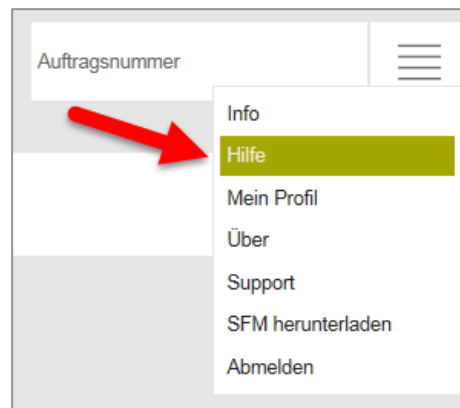 Auftragsnummer
Info
Hilfe
Mein Profil
Über
Support
SFM herunterladen
Abmelden